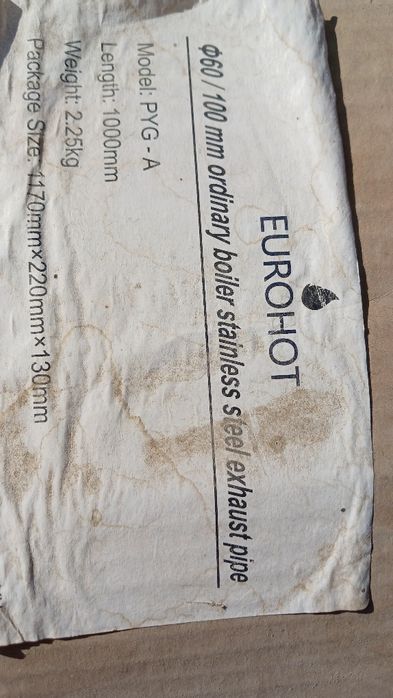 EUROHOT
Φ60 / 100 mm ordinary boiler stainless steel exhaust pipe
Model: PYG - A
Length: 1000mm
Weight: 2.25kg
Package Size: 1170mm×220mm×130mm